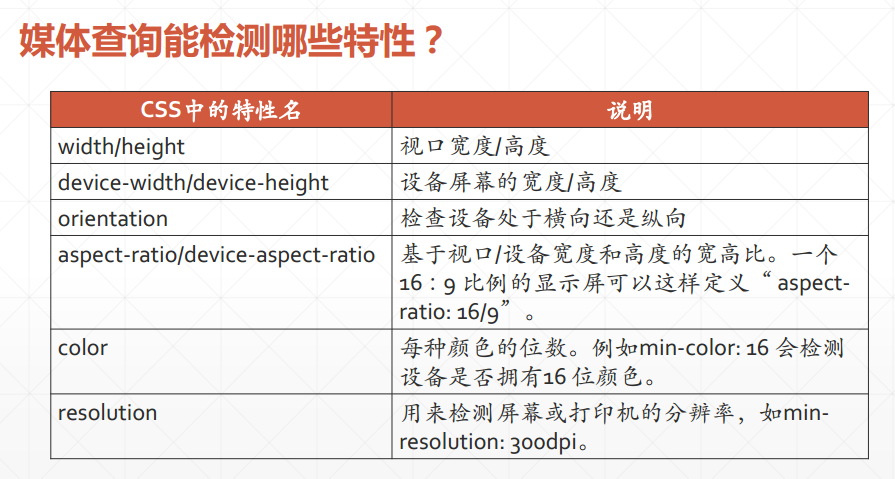 媒体查询能检测哪些特性？
CSS中的特性名
说明
width/height
视口宽度/高度
device-width/device-height
设备屏幕的宽度/高度
orientation
检查设备处于横向还是纵向
aspect-ratio/device-aspect-ratio
基于视口/设备宽度和高度的宽高比。一个
16：9 比例的显示屏可以这样定义“ aspect-
ratio: 16/9” 。
color
每种颜色的位数。例如min-color: 16 会检测
设备是否拥有16 位颜色。
resolution
用来检测屏幕或打印机的分辨率，如min-
resolution: 300dpi。